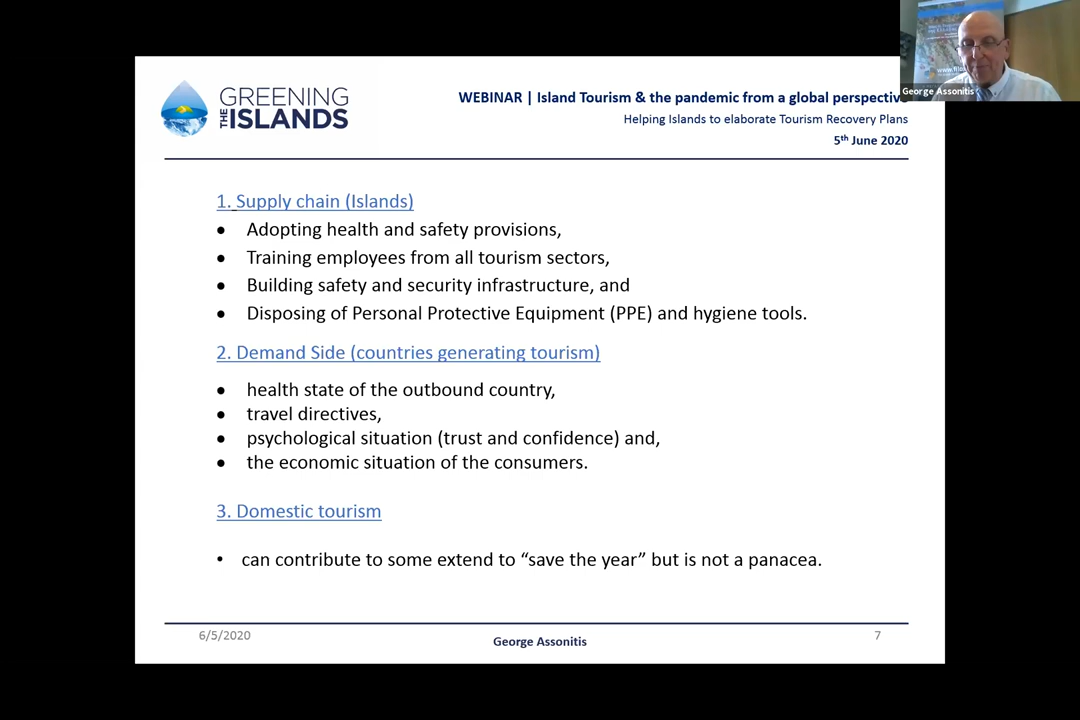 GREENING
THE ISLANDS
WEBINAR | Island Tourism & the pandemic from a global perspective
Helping Islands to elaborate Tourism Recovery Plans
5th June 2020
George Assonitis
1. Supply chain (Islands)
• Adopting health and safety provisions,
• Training employees from all tourism sectors,
• Building safety and security infrastructure, and
• Disposing of Personal Protective Equipment (PPE) and hygiene tools.
2. Demand Side (countries generating tourism)
• health state of the outbound country,
• travel directives,
• psychological situation (trust and confidence) and,
• the economic situation of the consumers.
3. Domestic tourism
• can contribute to some extend to “save the year” but is not a panacea.
6/5/2020
George Assonitis
7